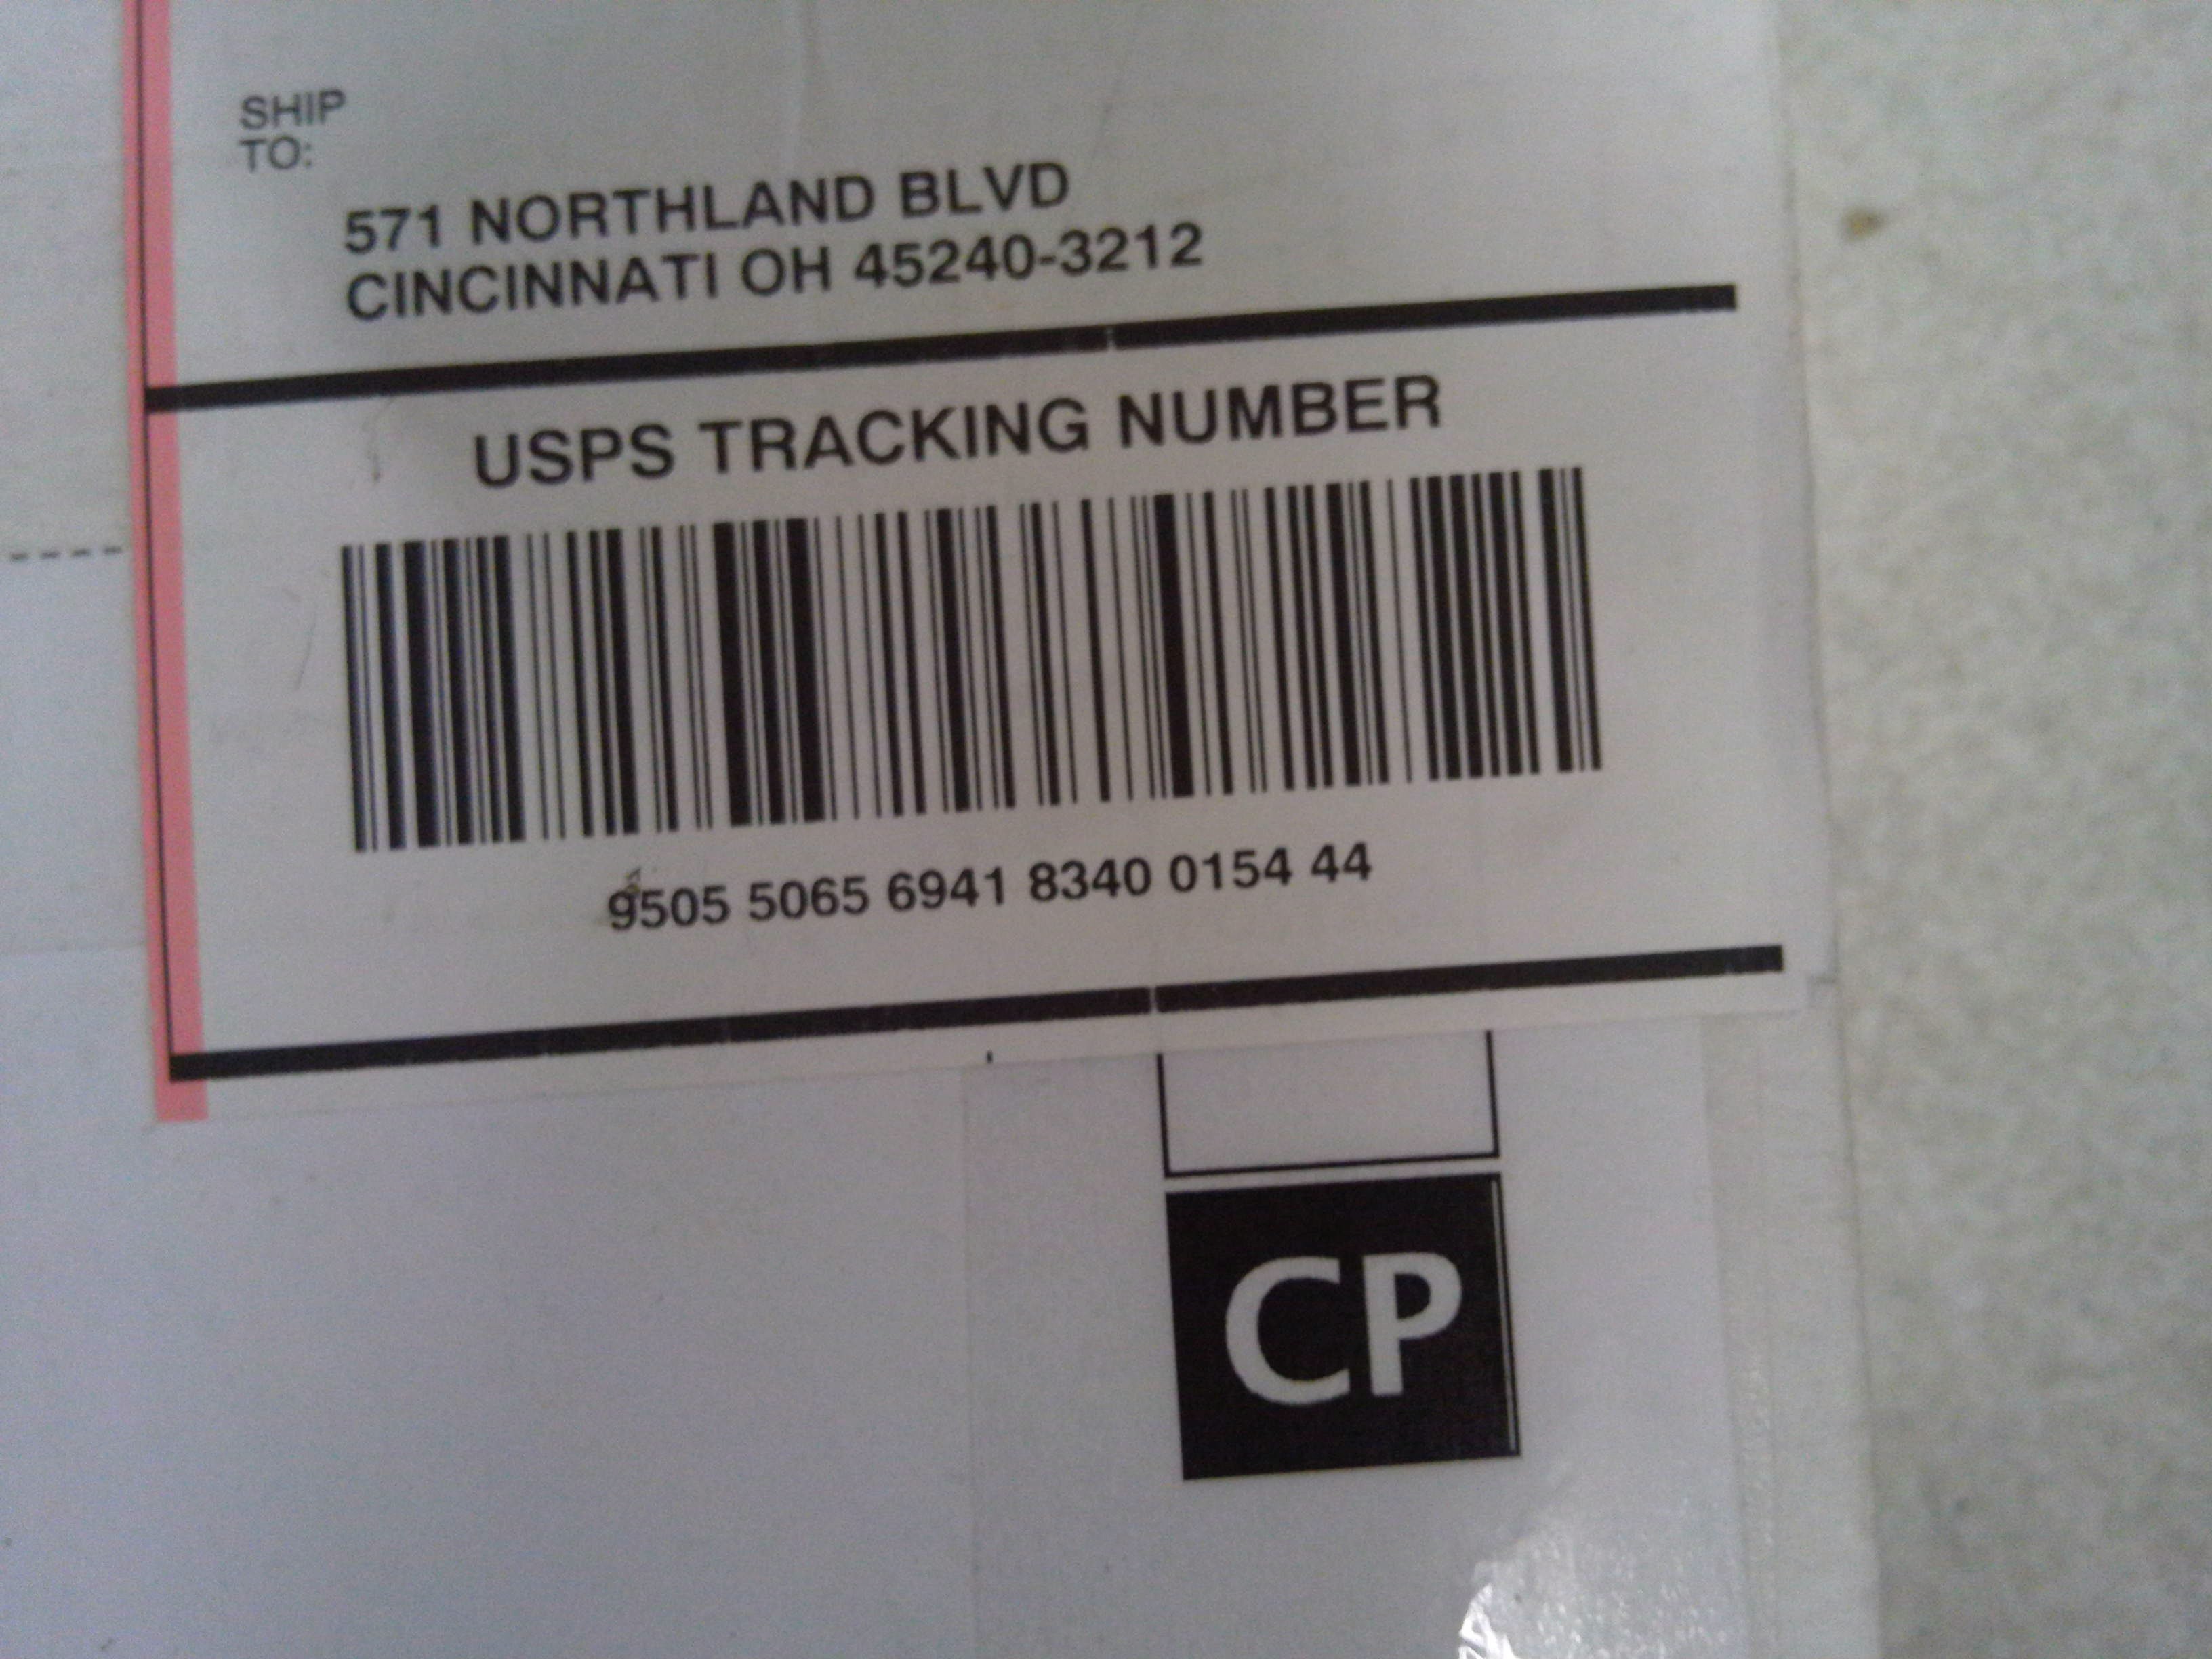 SHIP
TO:
571 NORTHLAND BLVD
CINCINNATI OH 45240-3212
USPS TRACKING NUMBER
9505 5065 6941 8340 0154 44
CP